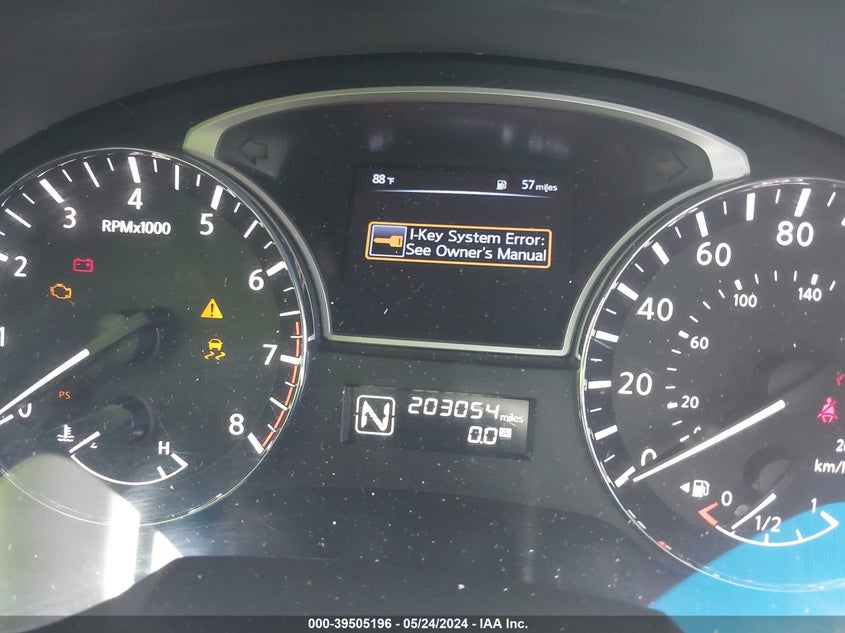 88°F 57 miles
I-Key System Error:
See Owner's Manual
1 2 3 4 5 6 7 8
RPMx1000
PS
H
N 203054 miles
0.0
0 20 40 60 80
20 60 100 140
km/h
0 1/2 1
000-39505196 - 05/24/2024 - IAA Inc.